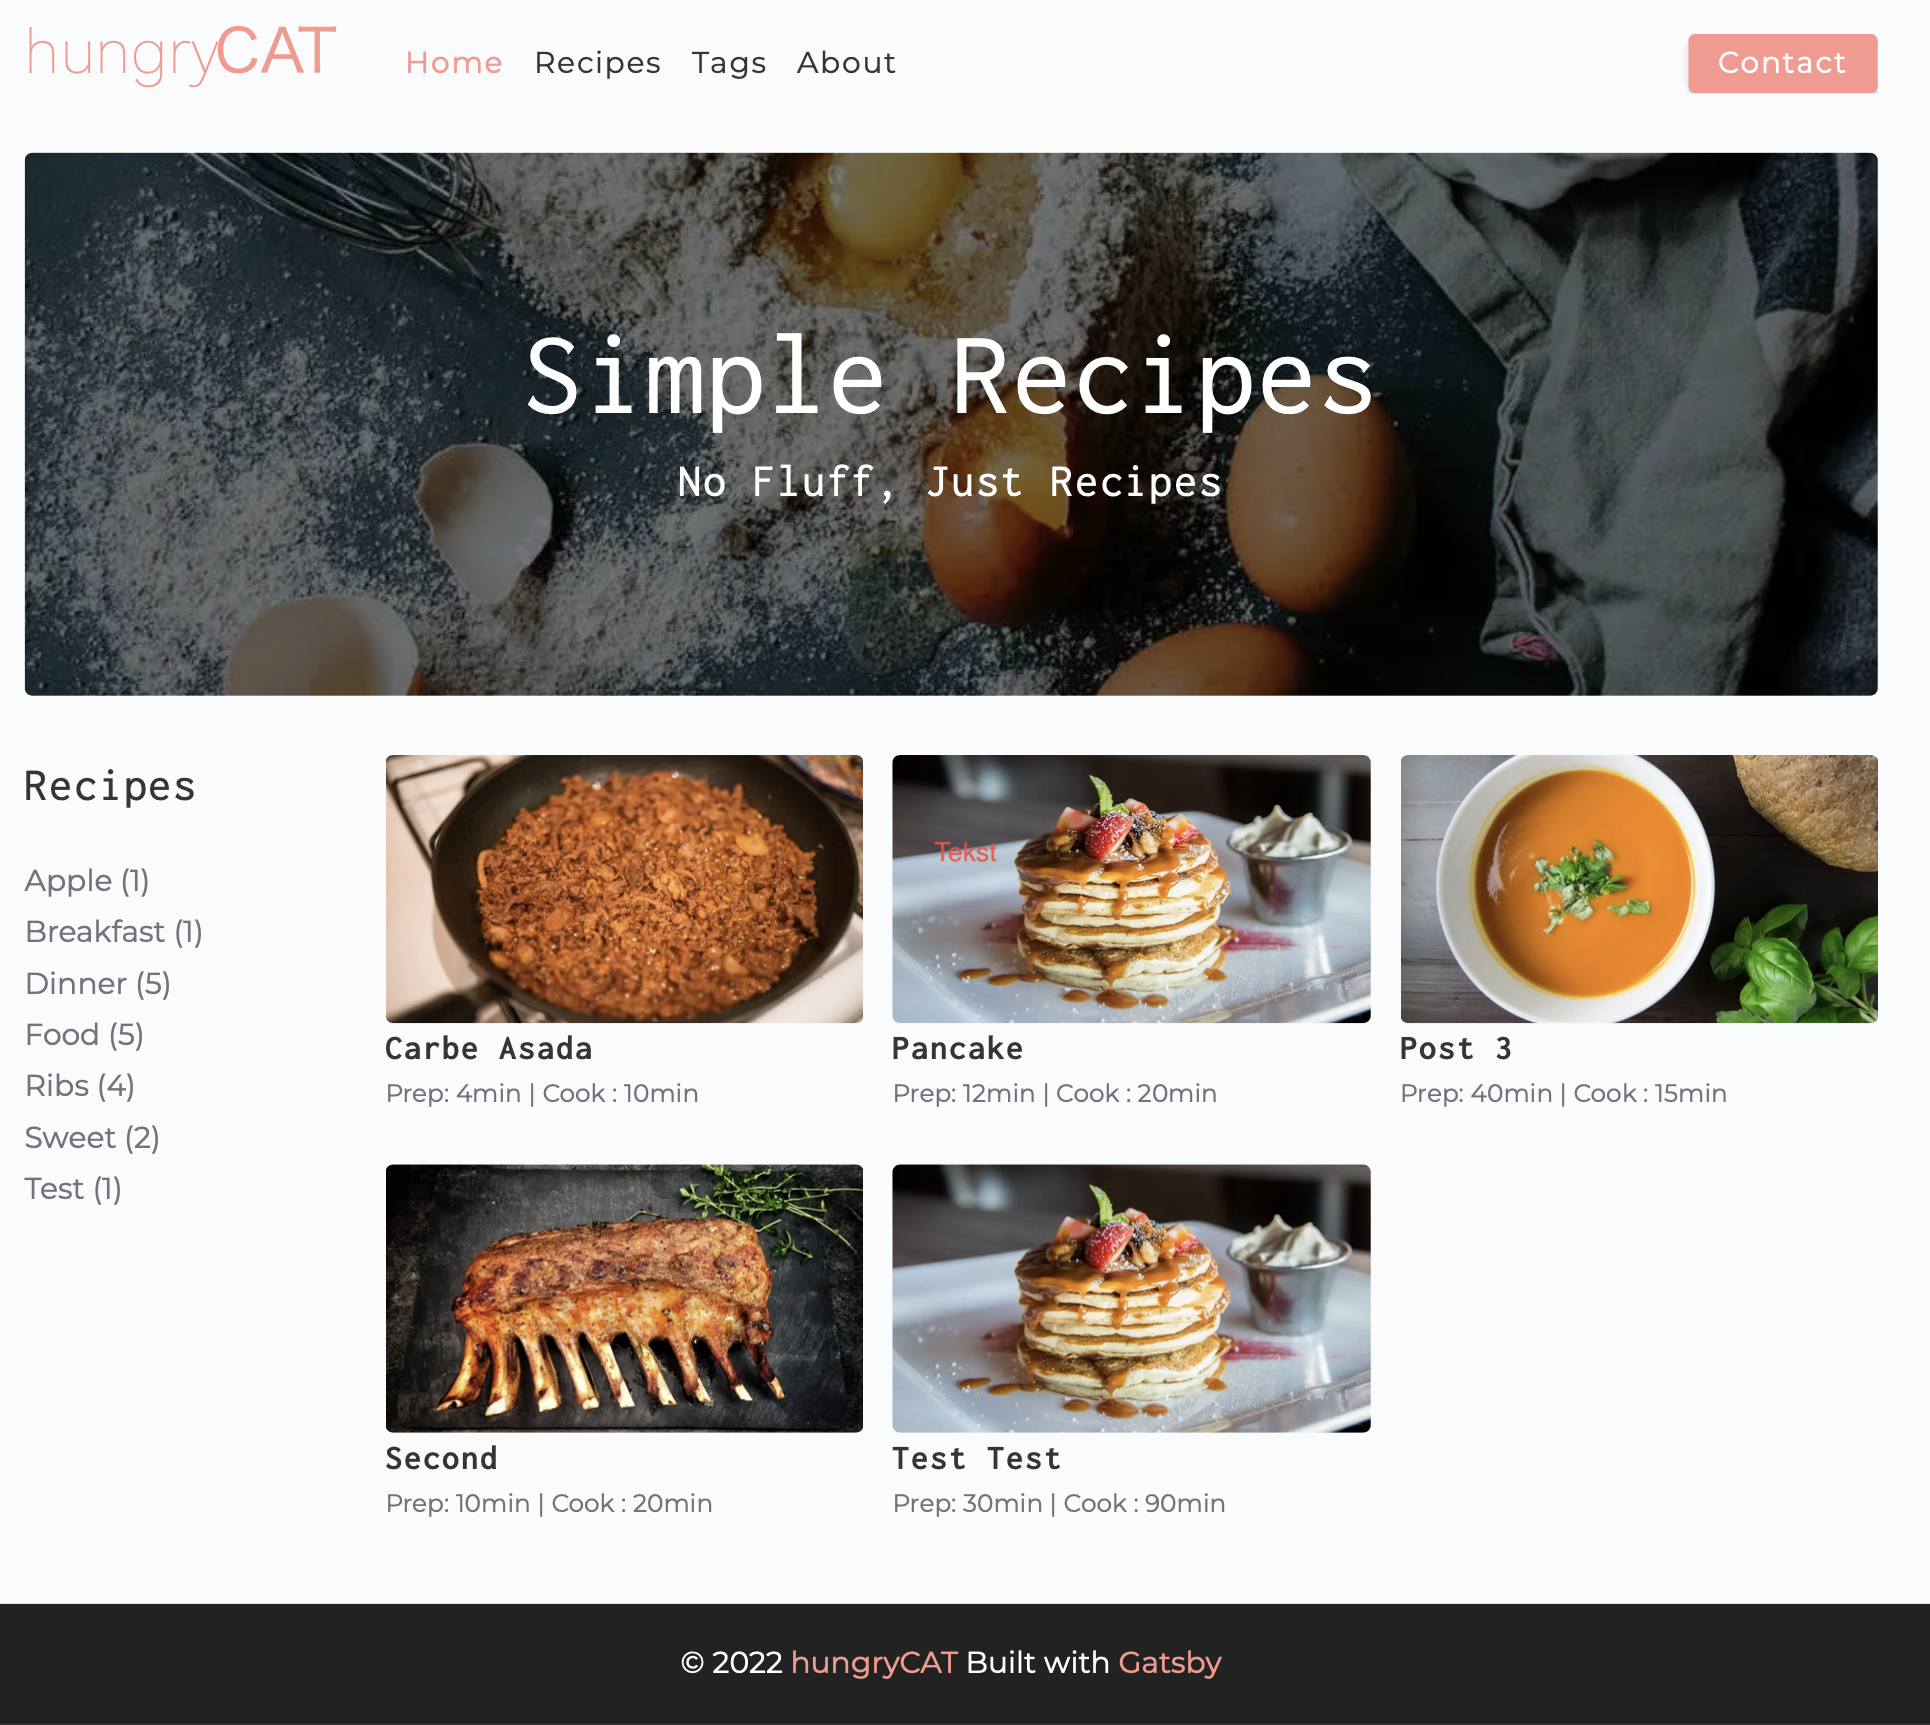 hungryCAT
Home Recipes Tags About
Contact
Simple Recipes
No Fluff, Just Recipes
Recipes
Apple (1)
Breakfast (1)
Dinner (5)
Food (5)
Ribs (4)
Sweet (2)
Test (1)
Carbe Asada
Prep: 4min | Cook : 10min
Tekst
Pancake
Prep: 12min | Cook : 20min
Post 3
Prep: 40min | Cook : 15min
Second
Prep: 10min | Cook : 20min
Test Test
Prep: 30min | Cook : 90min
© 2022 hungryCAT Built with Gatsby